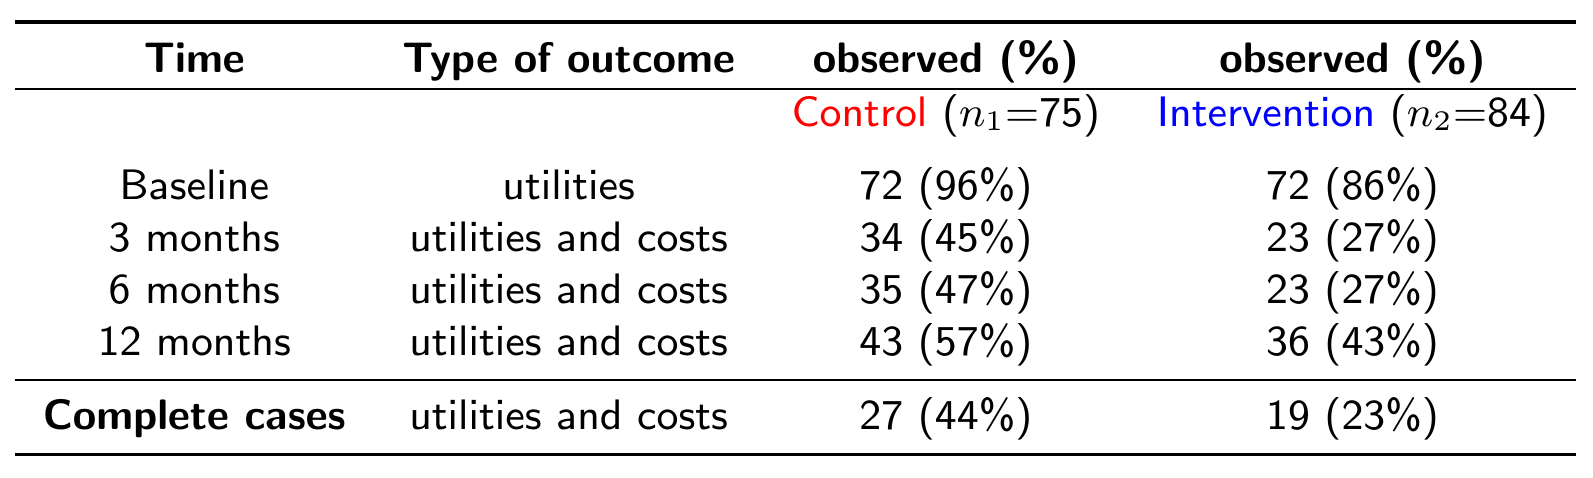 Time Type of outcome observed (%) observed (%)
Control (n₁=75) Intervention (n₂=84)
Baseline utilities 72 (96%) 72 (86%)
3 months utilities and costs 34 (45%) 23 (27%)
6 months utilities and costs 35 (47%) 23 (27%)
12 months utilities and costs 43 (57%) 36 (43%)
Complete cases utilities and costs 27 (44%) 19 (23%)